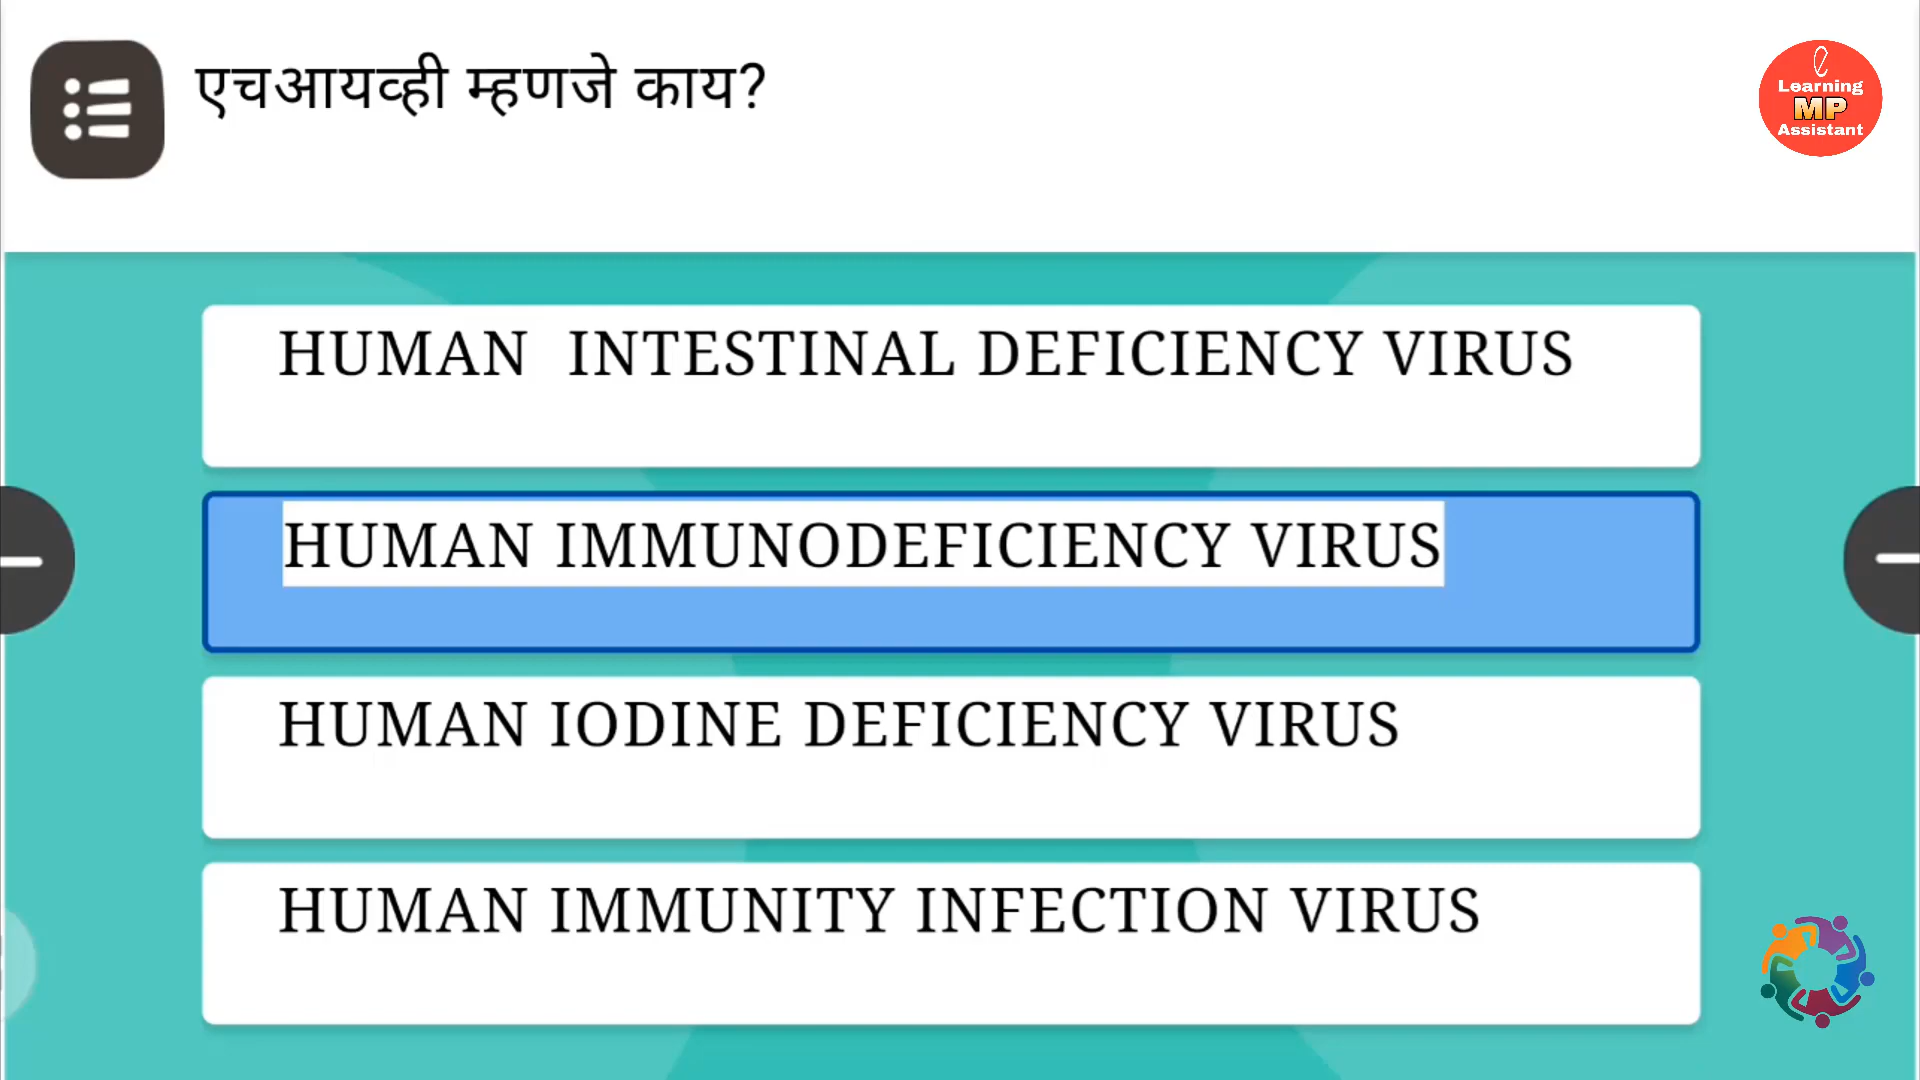 एचआयव्ही म्हणजे काय?
Learning
MP
Assistant
HUMAN INTESTINAL DEFICIENCY VIRUS
HUMAN IMMUNODEFICIENCY VIRUS
HUMAN IODINE DEFICIENCY VIRUS
HUMAN IMMUNITY INFECTION VIRUS